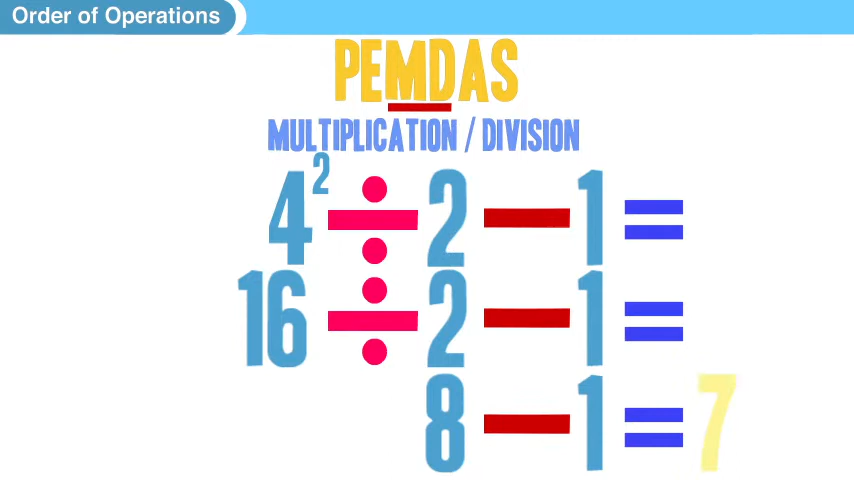 Order of Operations
PEMDAS
MULTIPLICATION / DIVISION
4² ÷ 2 − 1 =
16 ÷ 2 − 1 =
8 − 1 = 7